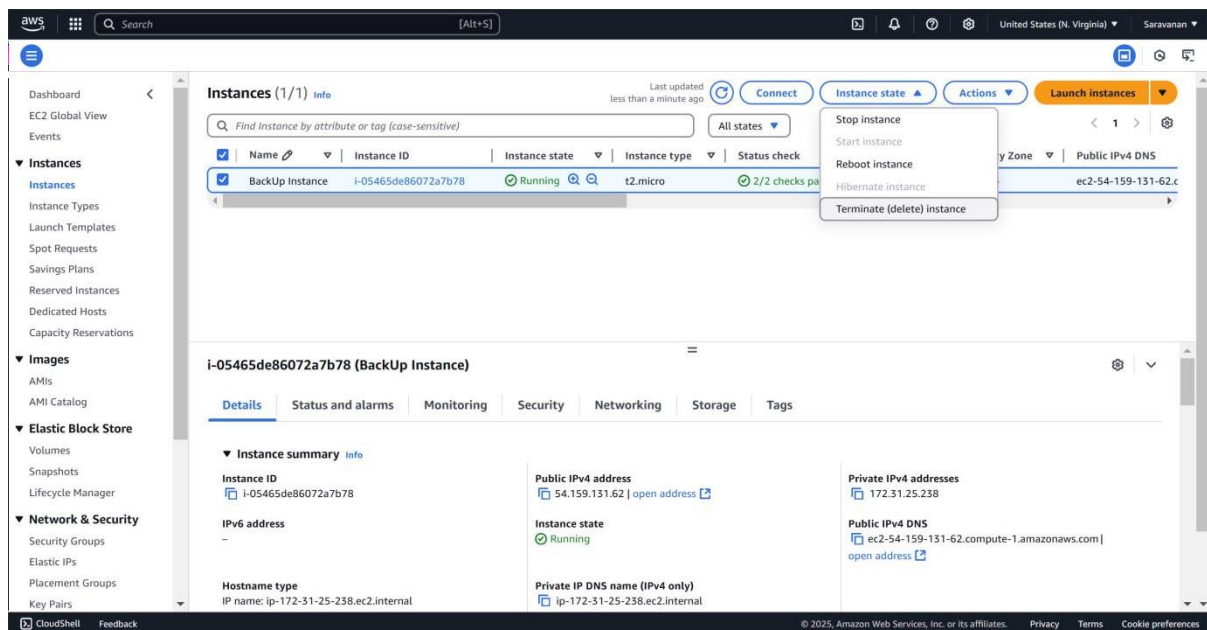 aws
Search [Alt+S] United States (N. Virginia) Saravanan
Dashboard
EC2 Global View
Events
Instances
Instances
Instance Types
Launch Templates
Spot Requests
Savings Plans
Reserved Instances
Dedicated Hosts
Capacity Reservations
Images
AMIs
AMI Catalog
Elastic Block Store
Volumes
Snapshots
Lifecycle Manager
Network & Security
Security Groups
Elastic IPs
Placement Groups
Key Pairs
Instances (1/1) Info
Last updated
less than a minute ago
Connect Instance state Actions Launch instances
Find Instance by attribute or tag (case-sensitive) All states 1
Stop instance
Start instance
Reboot instance
Hibernate instance
Terminate (delete) instance
Name Instance ID Instance state Instance type Status check y Zone Public IPv4 DNS
BackUp Instance i-05465de86072a7b78 Running t2.micro 2/2 checks pa ec2-54-159-131-62.c
i-05465de86072a7b78 (BackUp Instance)
Details Status and alarms Monitoring Security Networking Storage Tags
Instance summary Info
Instance ID
i-05465de86072a7b78
Public IPv4 address
54.159.131.62 | open address
Private IPv4 addresses
172.31.25.238
IPv6 address
–
Instance state
Running
Public IPv4 DNS
ec2-54-159-131-62.compute-1.amazonaws.com |
open address
Hostname type
IP name: ip-172-31-25-238.ec2.internal
Private IP DNS name (IPv4 only)
ip-172-31-25-238.ec2.internal
CloudShell Feedback © 2025, Amazon Web Services, Inc. or its affiliates. Privacy Terms Cookie preferences